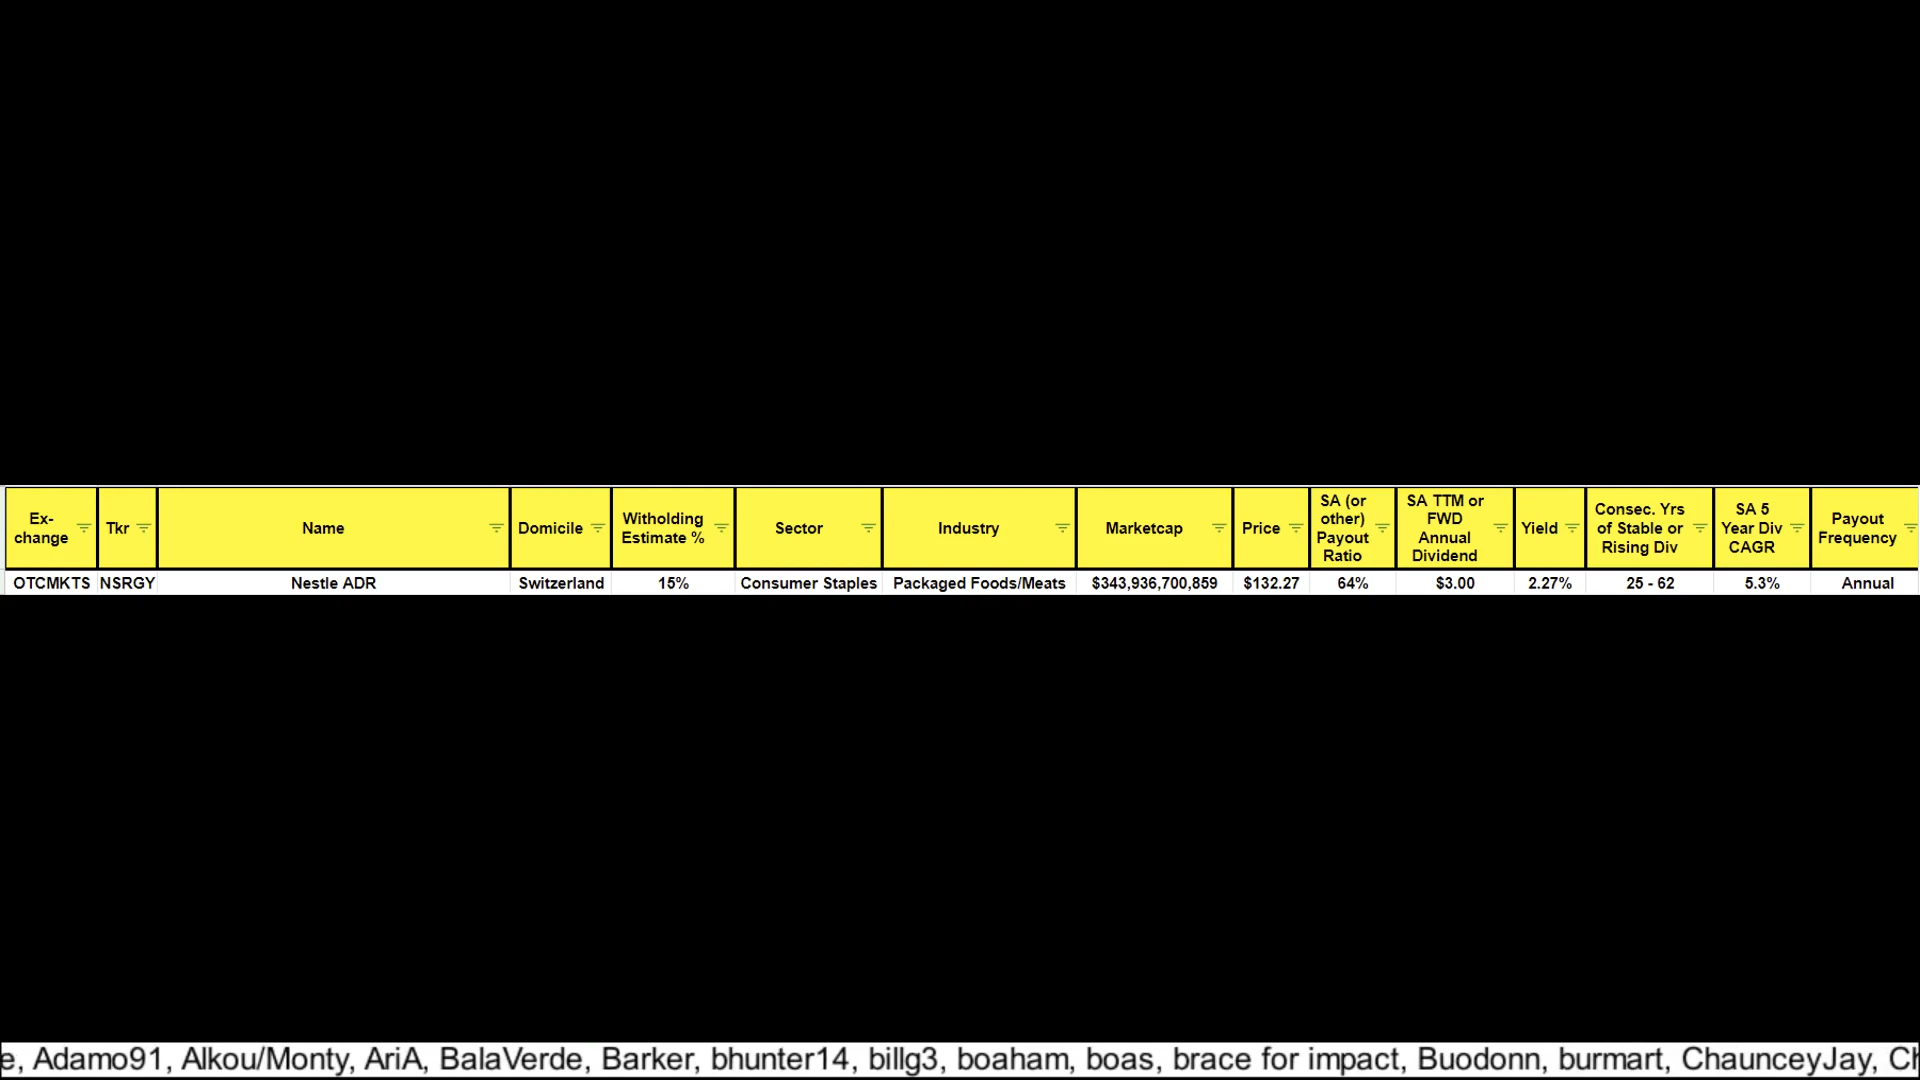 Ex-
change
Tkr
Name
Domicile
Witholding
Estimate %
Sector
Industry
Marketcap
Price
SA (or
other)
Payout
Ratio
SA TTM or
FWD
Annual
Dividend
Yield
Consec. Yrs
of Stable or
Rising Div
SA 5
Year Div
CAGR
Payout
Frequency
OTCMKTS NSRGY Nestle ADR Switzerland 15% Consumer Staples Packaged Foods/Meats $343,936,700,859 $132.27 64% $3.00 2.27% 25 - 62 5.3% Annual
e, Adamo91, Alkou/Monty, AriA, BalaVerde, Barker, bhunter14, billg3, boaham, boas, brace for impact, Buodonn, burmart, ChaunceyJay,